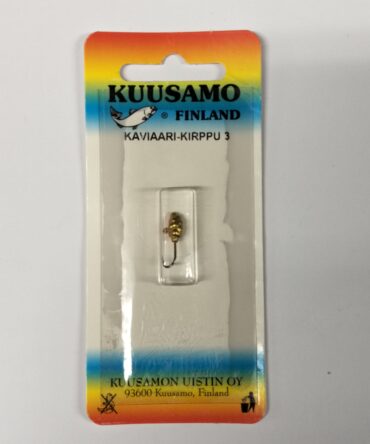 KUUSAMO
® FINLAND
KAVIAARI-KIRPPU 3
KUUSAMON UISTIN OY
93600 Kuusamo, Finland